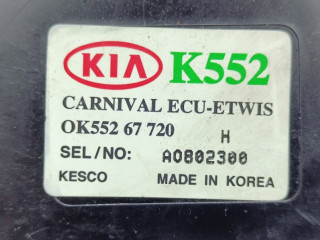 KIA K552
CARNIVAL ECU-ETWIS
OK552 67 720 H
SEL/NO: A0802300
KESCO MADE IN KOREA